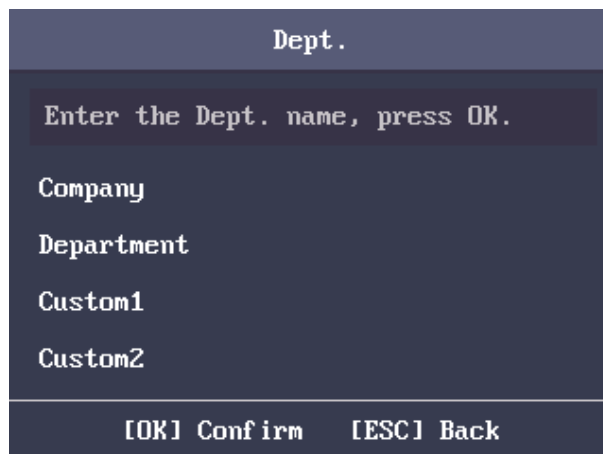 Dept.
Enter the Dept. name, press OK.
Company
Department
Custom1
Custom2
[OK] Confirm [ESC] Back